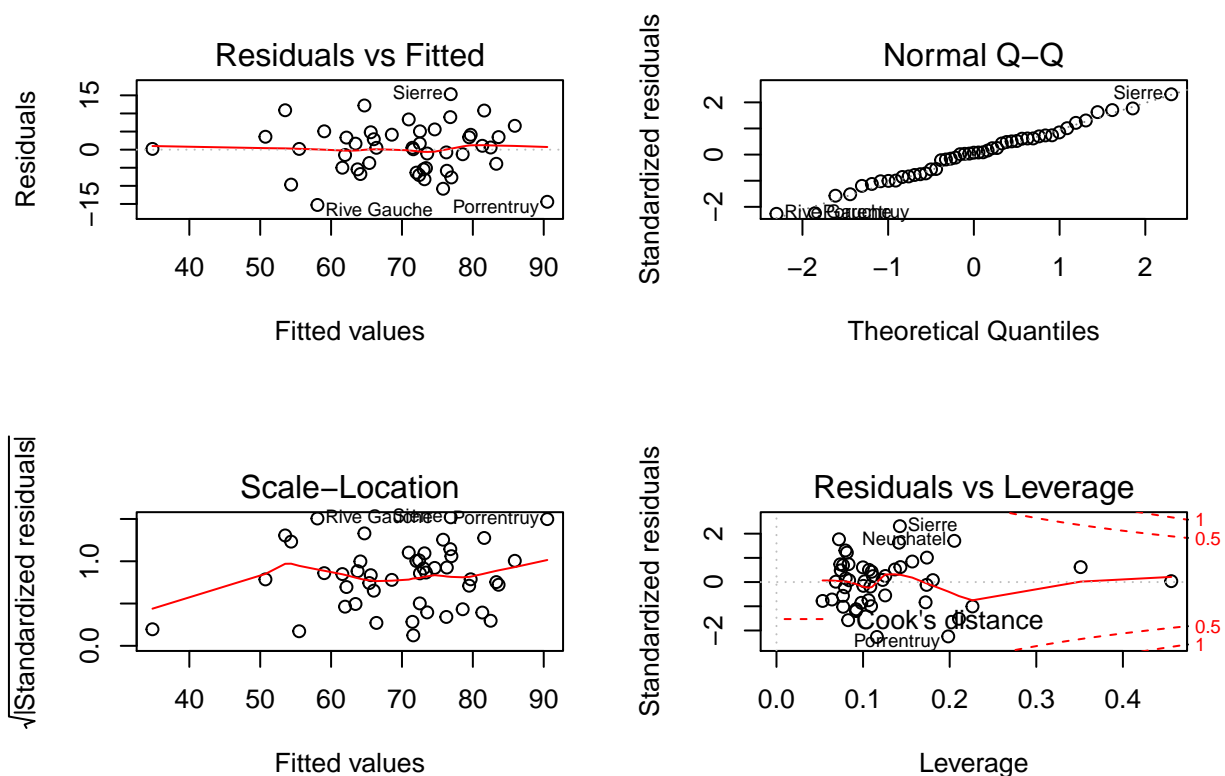 Residuals vs Fitted
Residuals
−15
0
15
Sierre
Rive Gauche
Porrentruy
40 50 60 70 80 90
Fitted values
Normal Q−Q
Standardized residuals
−2
0
2
Sierre
Rive Gauche
Porrentruy
−2 −1 0 1 2
Theoretical Quantiles
Scale−Location
√|Standardized residuals|
0.0
1.0
Rive Gauche
Sierre
Porrentruy
40 50 60 70 80 90
Fitted values
Residuals vs Leverage
Standardized residuals
−2
0
2
Sierre
Neuchatel
Cook's distance
Porrentruy
1
0.5
0.5
1
0.0 0.1 0.2 0.3 0.4
Leverage